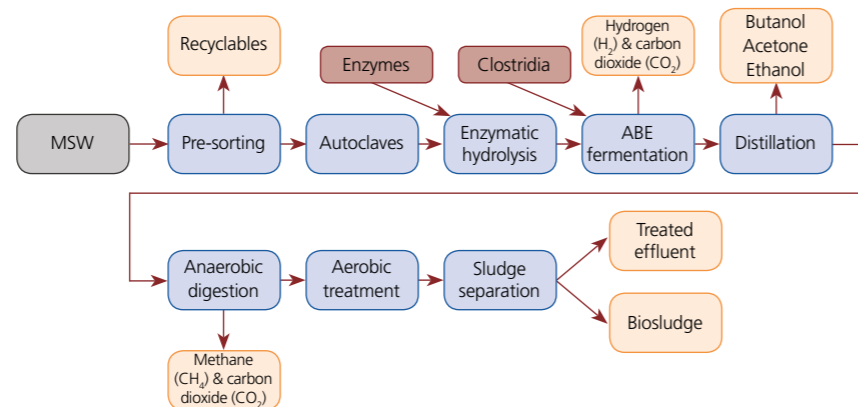 Recyclables
Enzymes
Clostridia
Hydrogen
(H₂) & carbon
dioxide (CO₂)
Butanol
Acetone
Ethanol
MSW
Pre-sorting
Autoclaves
Enzymatic
hydrolysis
ABE
fermentation
Distillation
Anaerobic
digestion
Aerobic
treatment
Sludge
separation
Treated
effluent
Biosludge
Methane
(CH₄) & carbon
dioxide (CO₂)